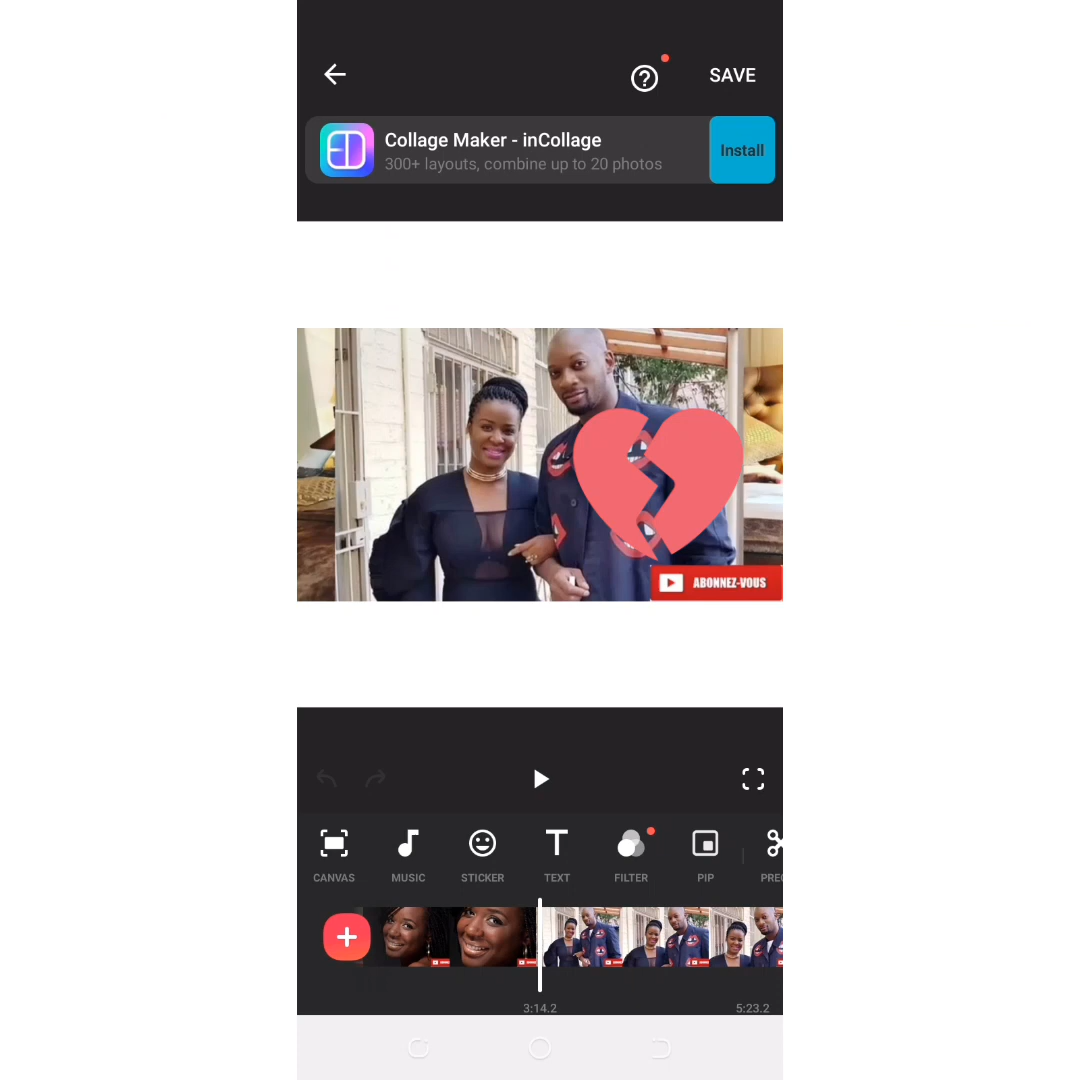 SAVE
Collage Maker - inCollage
300+ layouts, combine up to 20 photos
Install
ABONNEZ-VOUS
CANVAS MUSIC STICKER TEXT FILTER PIP PREC
3:14.2 5:23.2